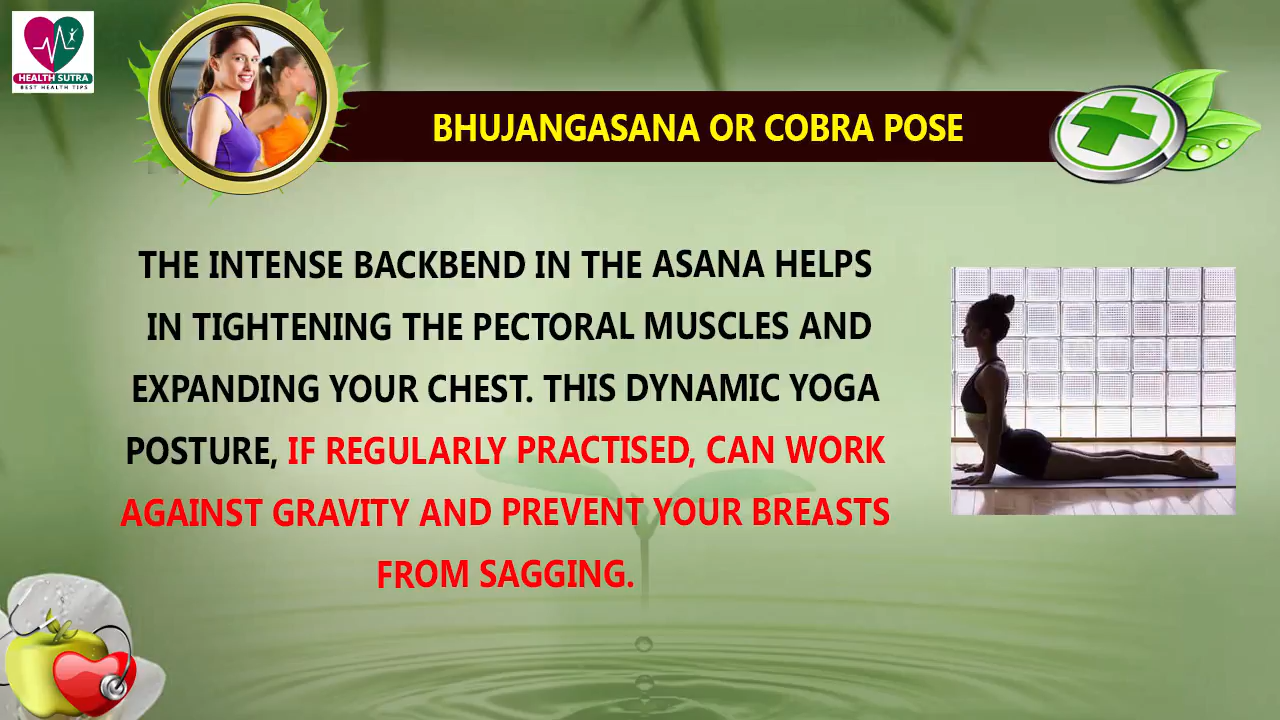 HEALTH SUTRA
BEST HEALTH TIPS
BHUJANGASANA OR COBRA POSE
THE INTENSE BACKBEND IN THE ASANA HELPS
IN TIGHTENING THE PECTORAL MUSCLES AND
EXPANDING YOUR CHEST. THIS DYNAMIC YOGA
POSTURE, IF REGULARLY PRACTISED, CAN WORK
AGAINST GRAVITY AND PREVENT YOUR BREASTS
FROM SAGGING.